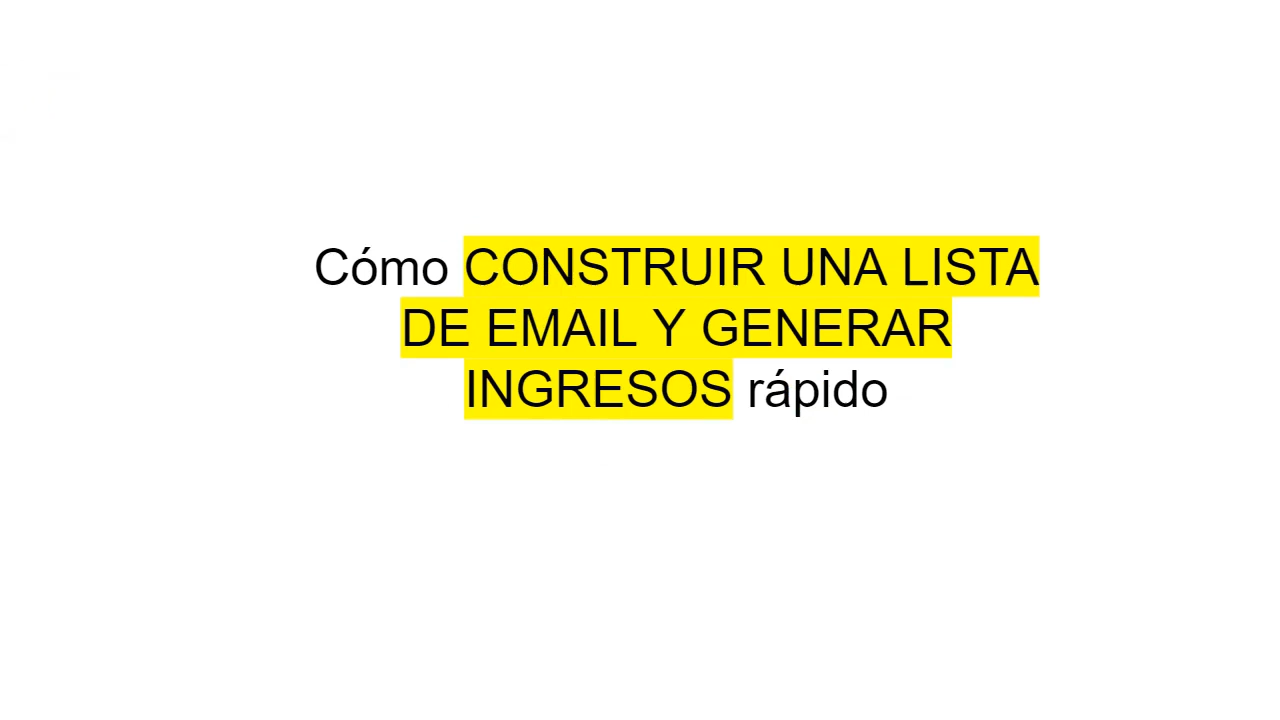 Cómo CONSTRUIR UNA LISTA
DE EMAIL Y GENERAR
INGRESOS rápido